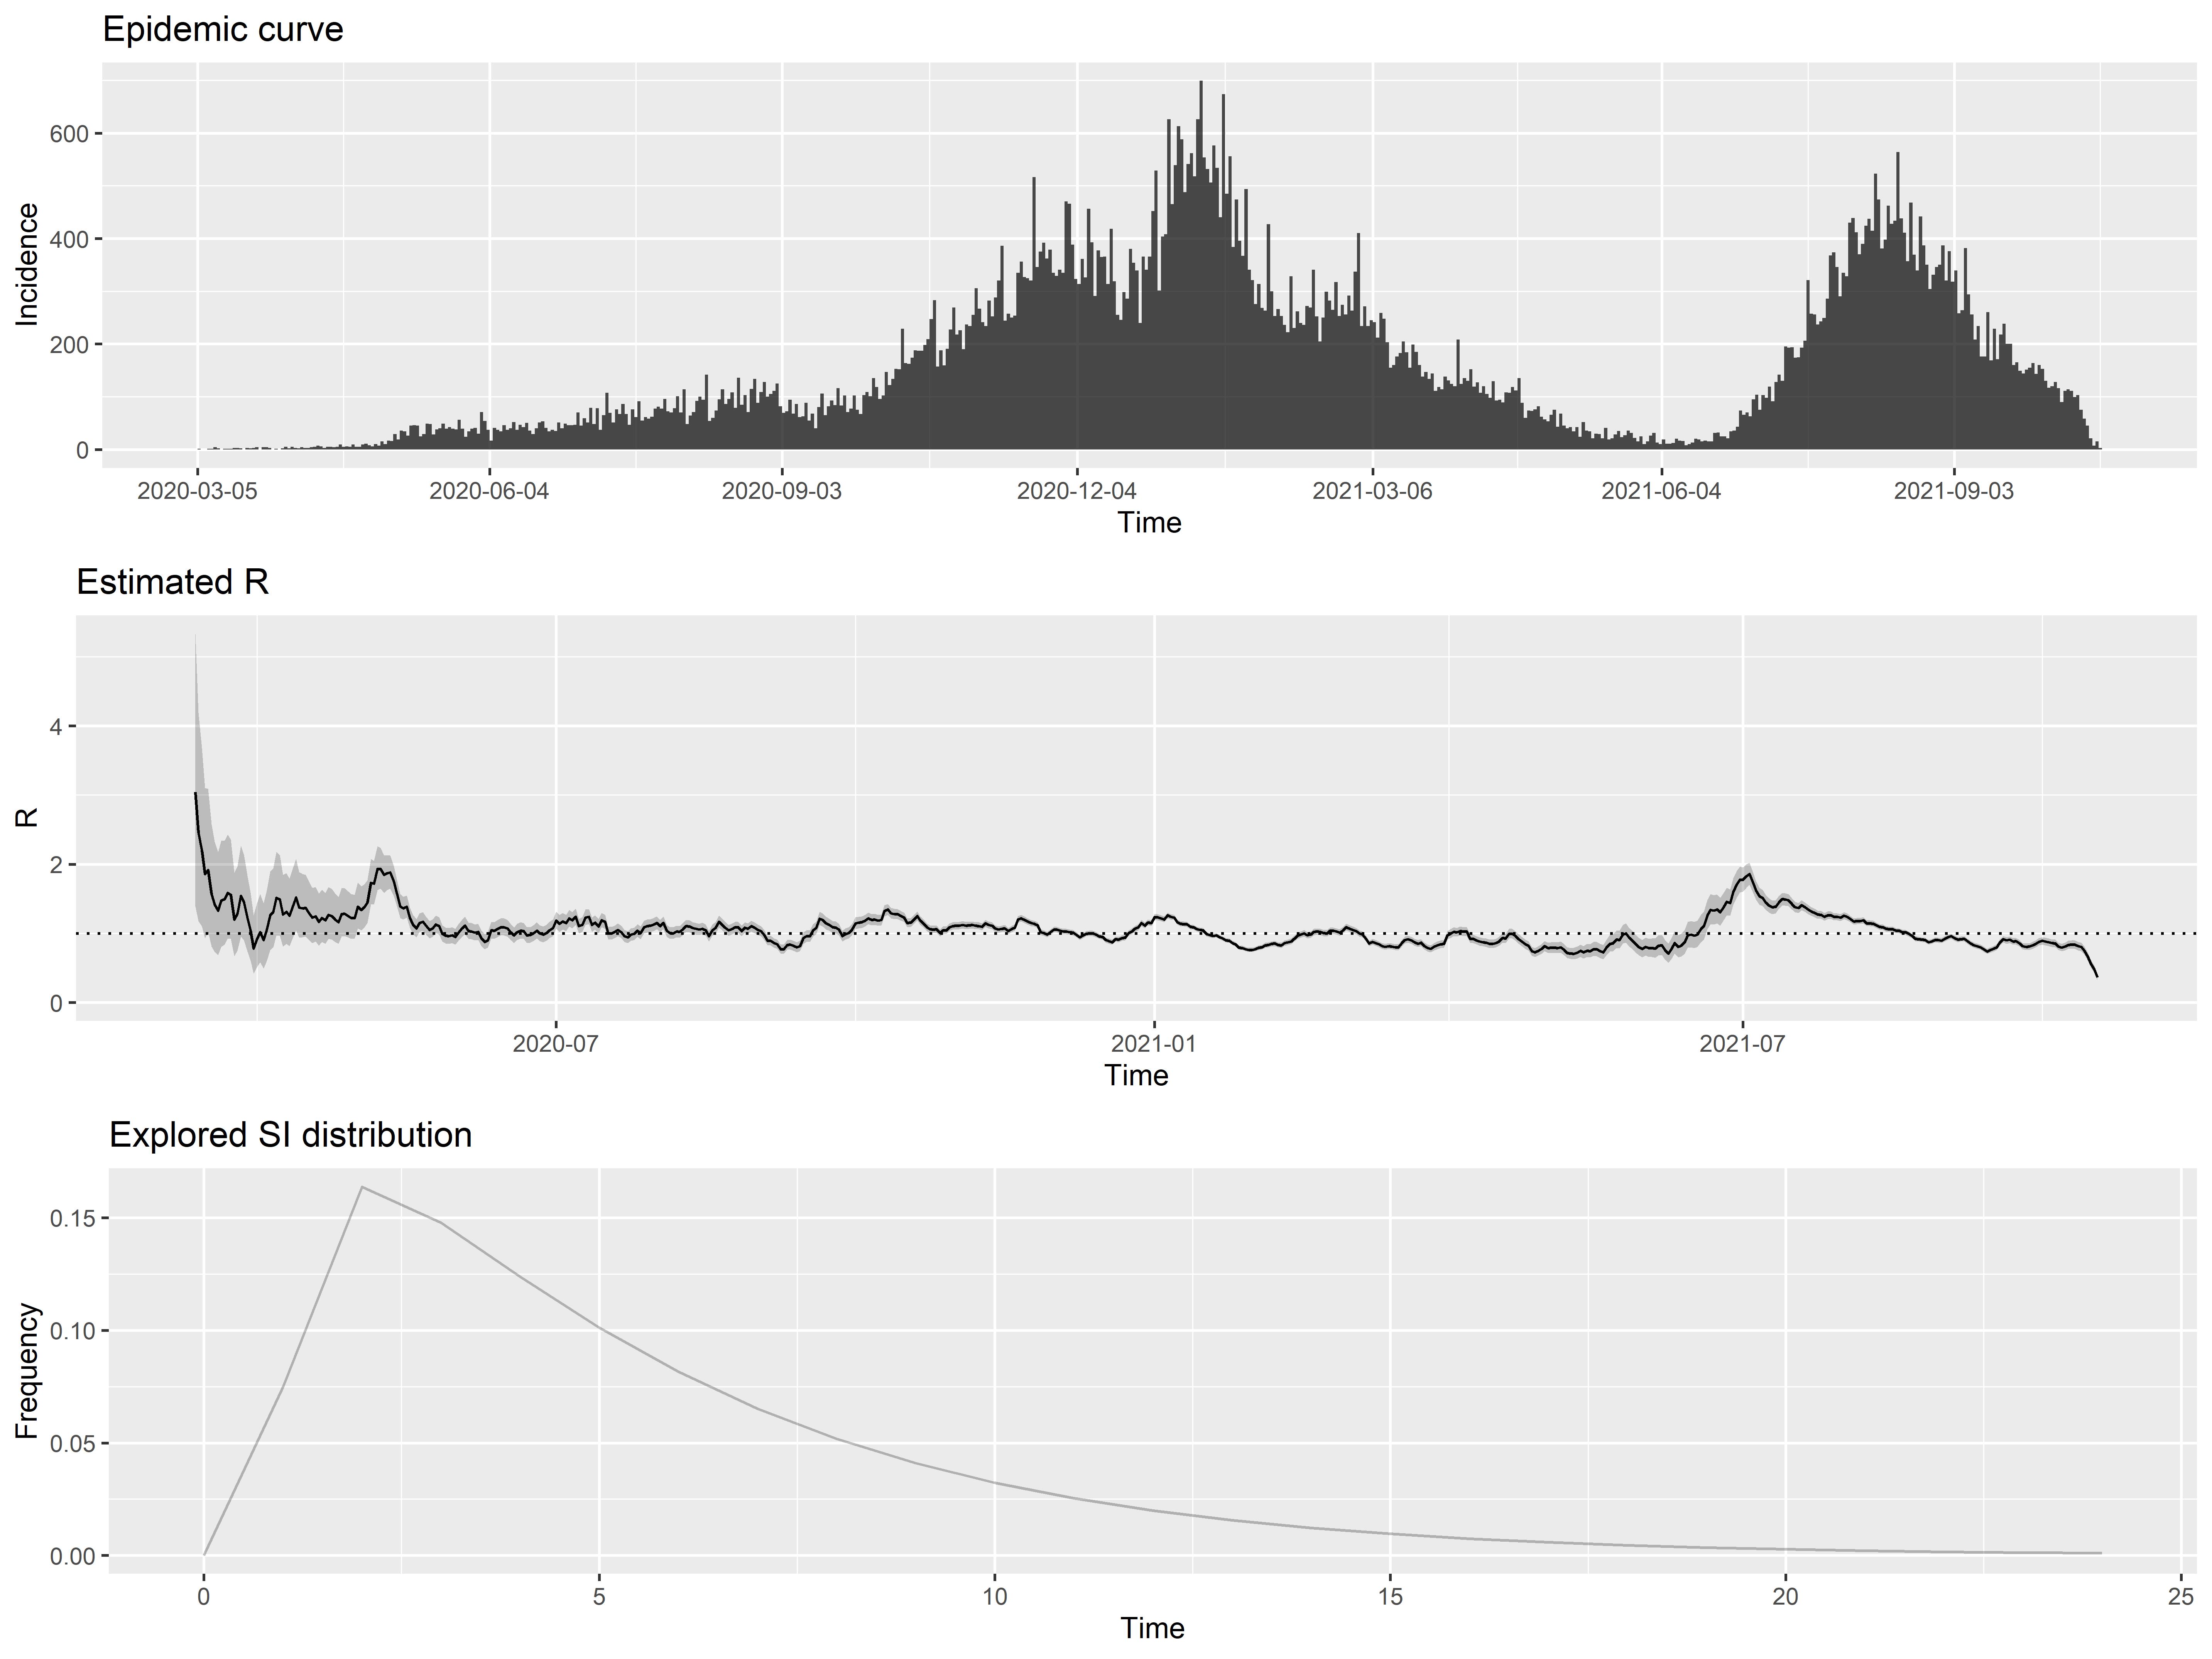 Epidemic curve
600
400
200
0
Incidence
2020-03-05 2020-06-04 2020-09-03 2020-12-04 2021-03-06 2021-06-04 2021-09-03
Time
Estimated R
4
2
0
R
2020-07 2021-01 2021-07
Time
Explored SI distribution
0.15
0.10
0.05
0.00
Frequency
0 5 10 15 20 25
Time